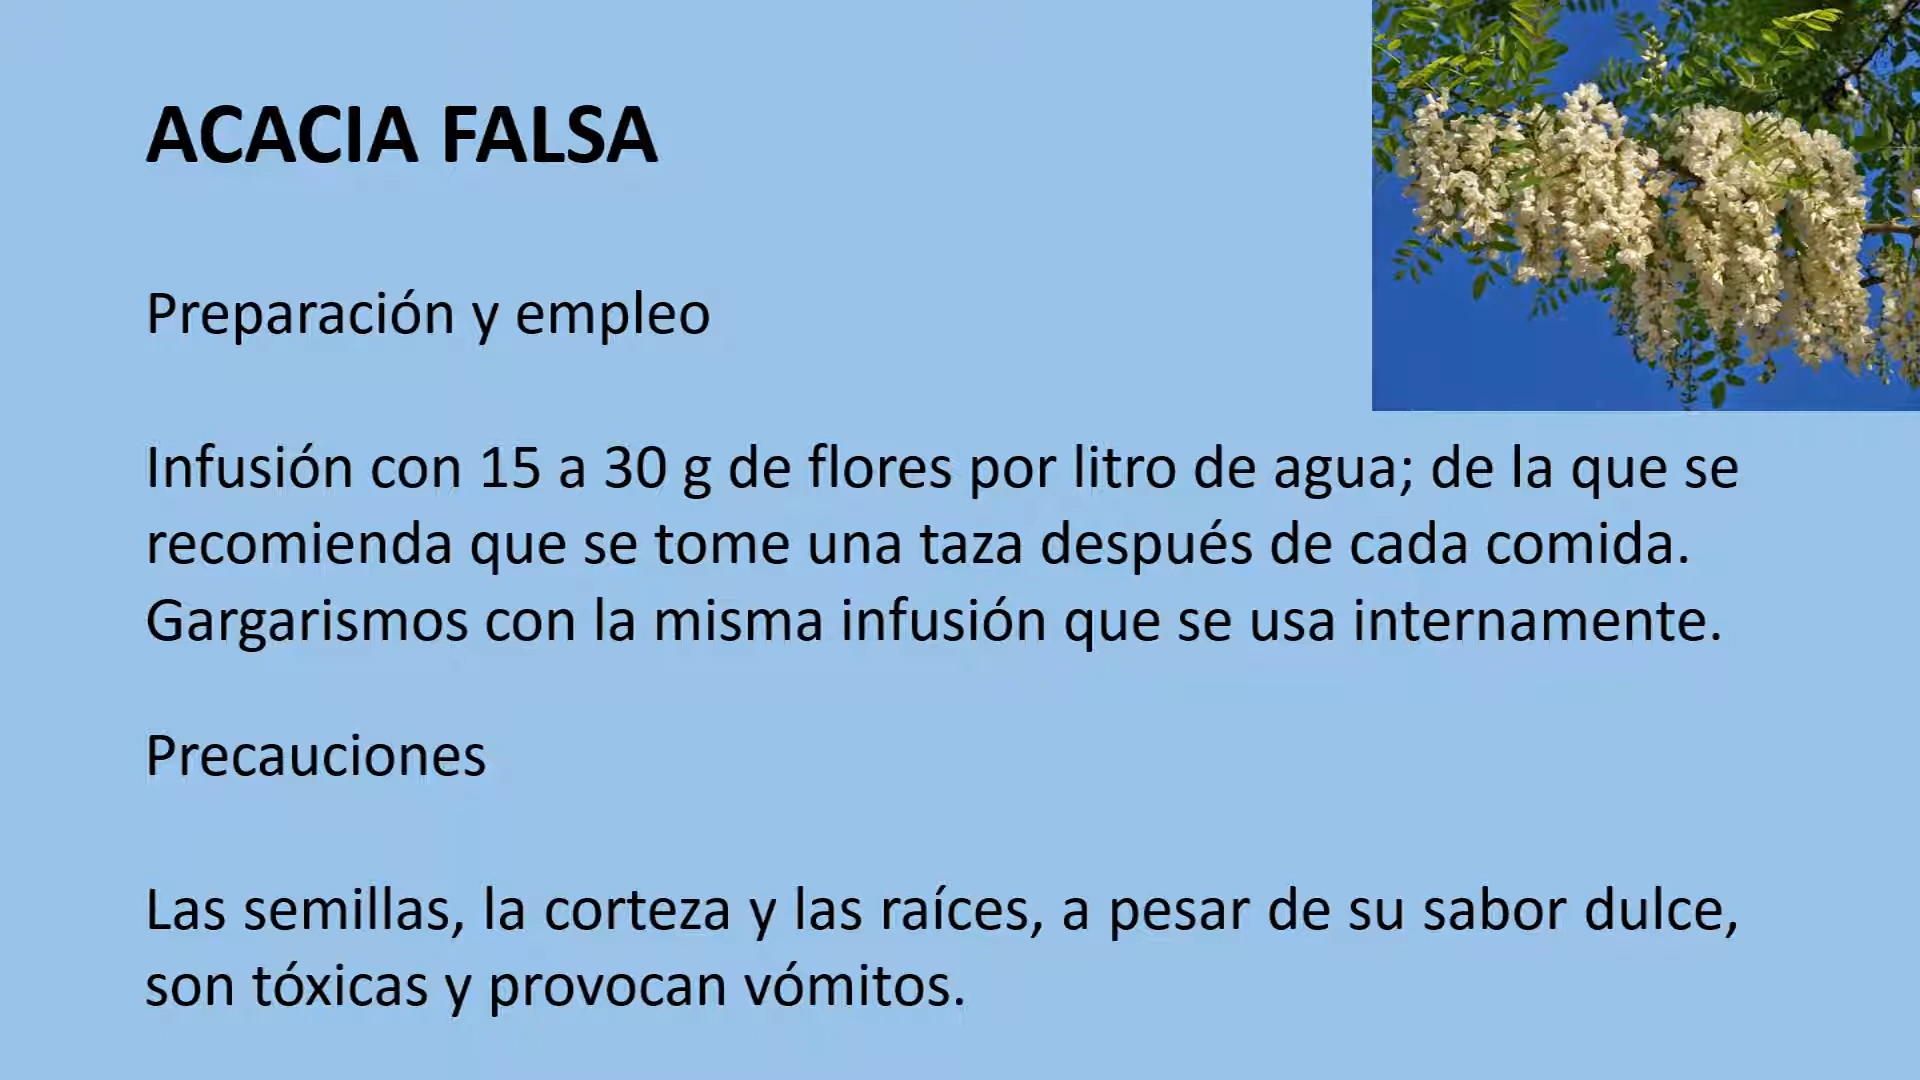 ACACIA FALSA
Preparación y empleo
Infusión con 15 a 30 g de flores por litro de agua; de la que se
recomienda que se tome una taza después de cada comida.
Gargarismos con la misma infusión que se usa internamente.
Precauciones
Las semillas, la corteza y las raíces, a pesar de su sabor dulce,
son tóxicas y provocan vómitos.